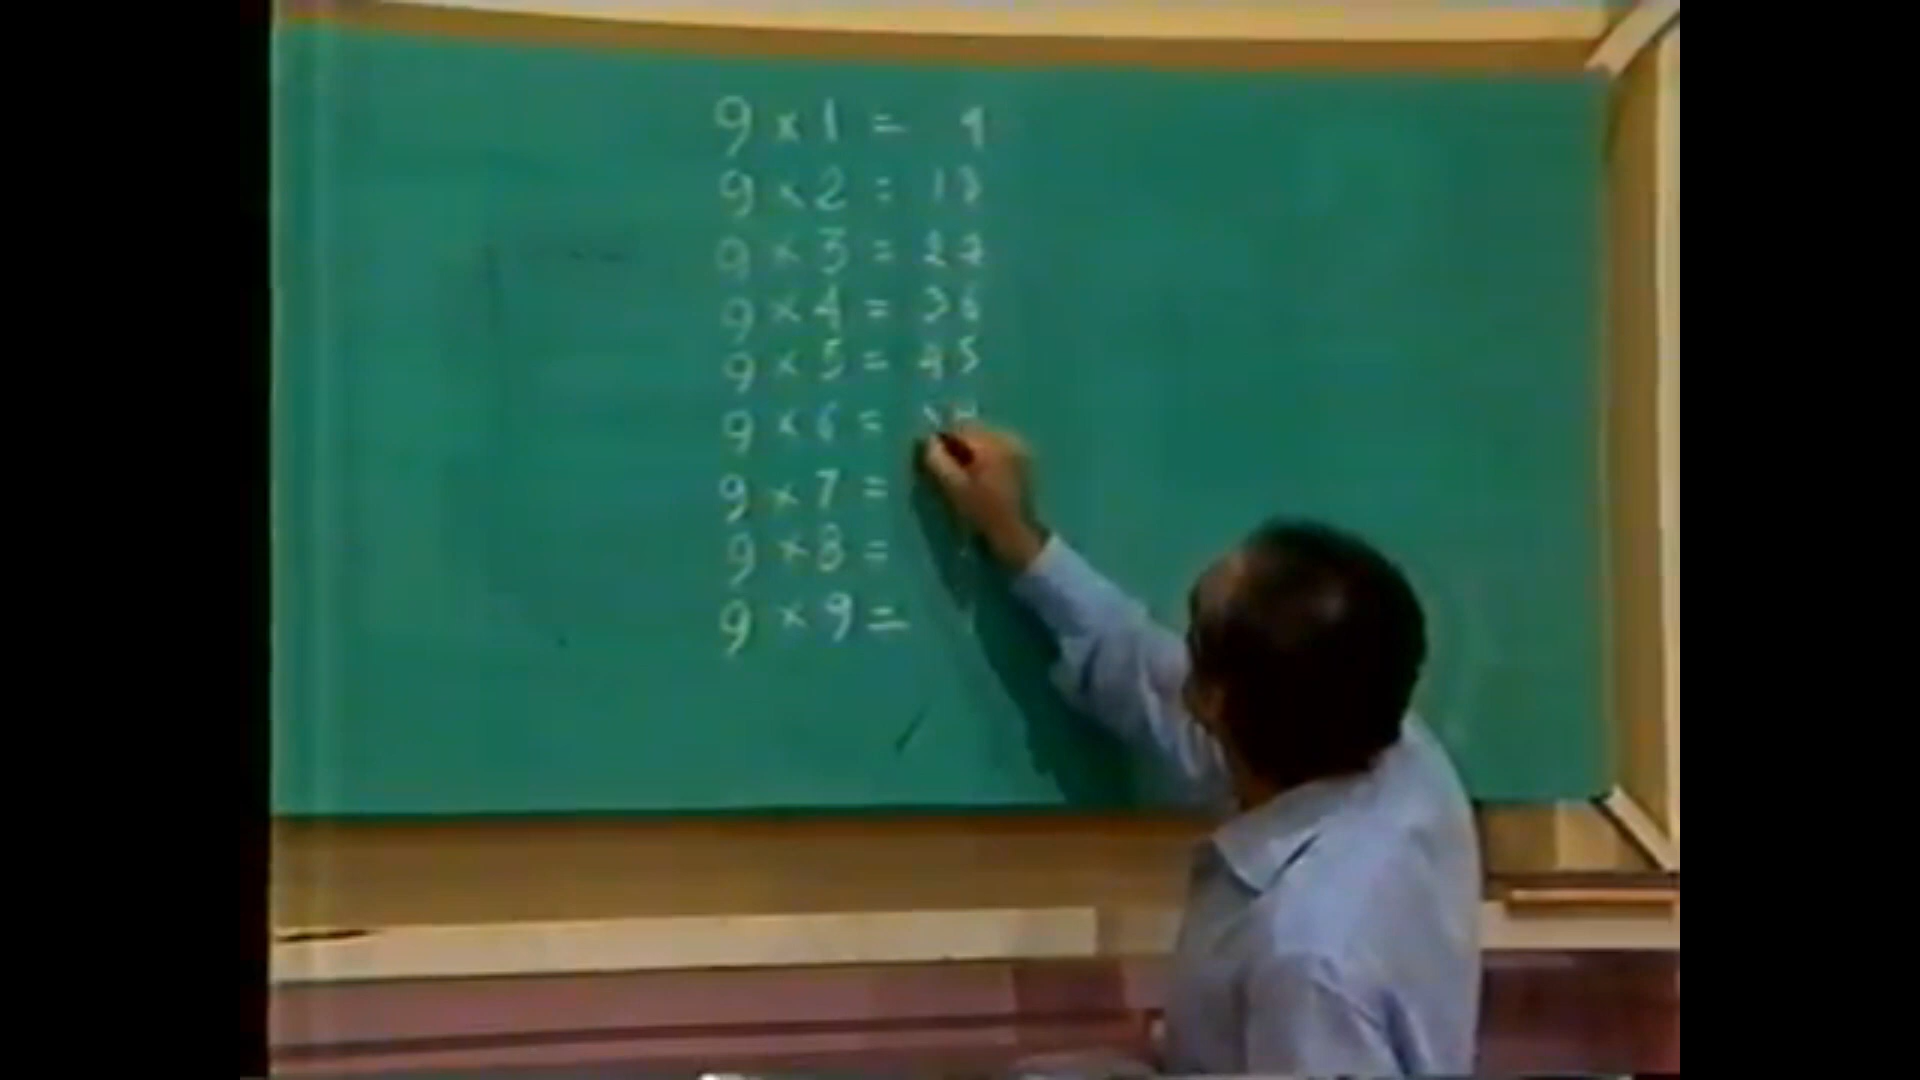 9 × 1 = 9
9 × 2 = 18
9 × 3 = 27
9 × 4 = 36
9 × 5 = 45
9 × 6 =
9 × 7 =
9 × 8 =
9 × 9 =